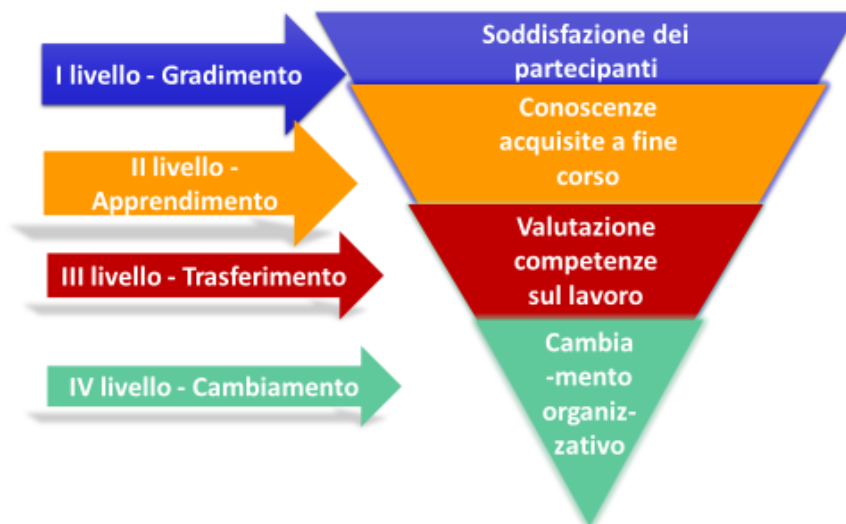 I livello - Gradimento
Soddisfazione dei
partecipanti
II livello -
Apprendimento
Conoscenze
acquisite a fine
corso
III livello - Trasferimento
Valutazione
competenze
sul lavoro
IV livello - Cambiamento
Cambia
-mento
organiz-
zativo